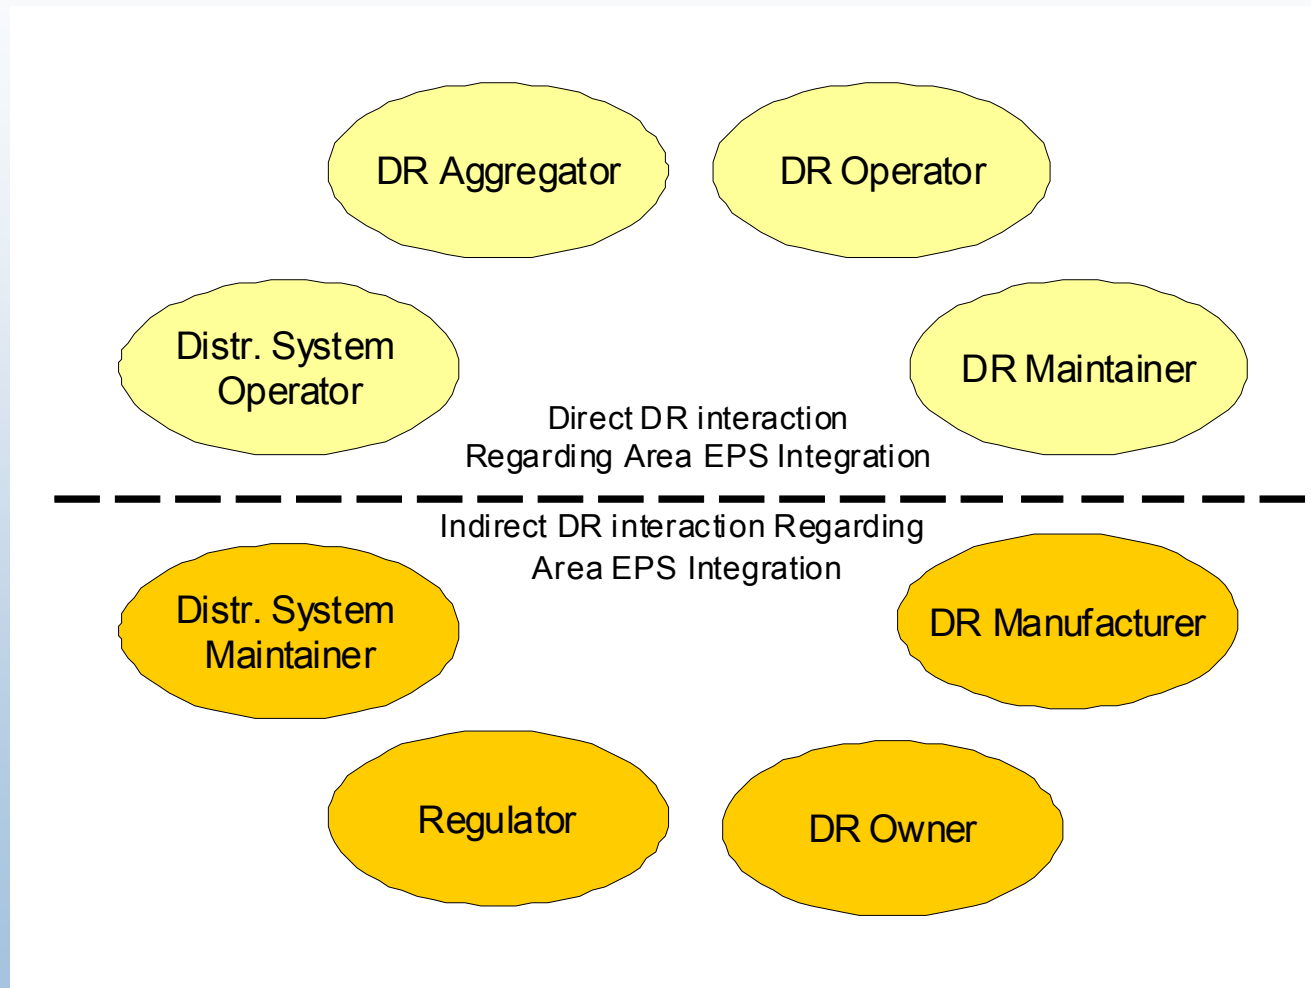 DR Aggregator
DR Operator
Distr. System
Operator
DR Maintainer
Direct DR interaction
Regarding Area EPS Integration
Indirect DR interaction Regarding
Area EPS Integration
Distr. System
Maintainer
DR Manufacturer
Regulator
DR Owner